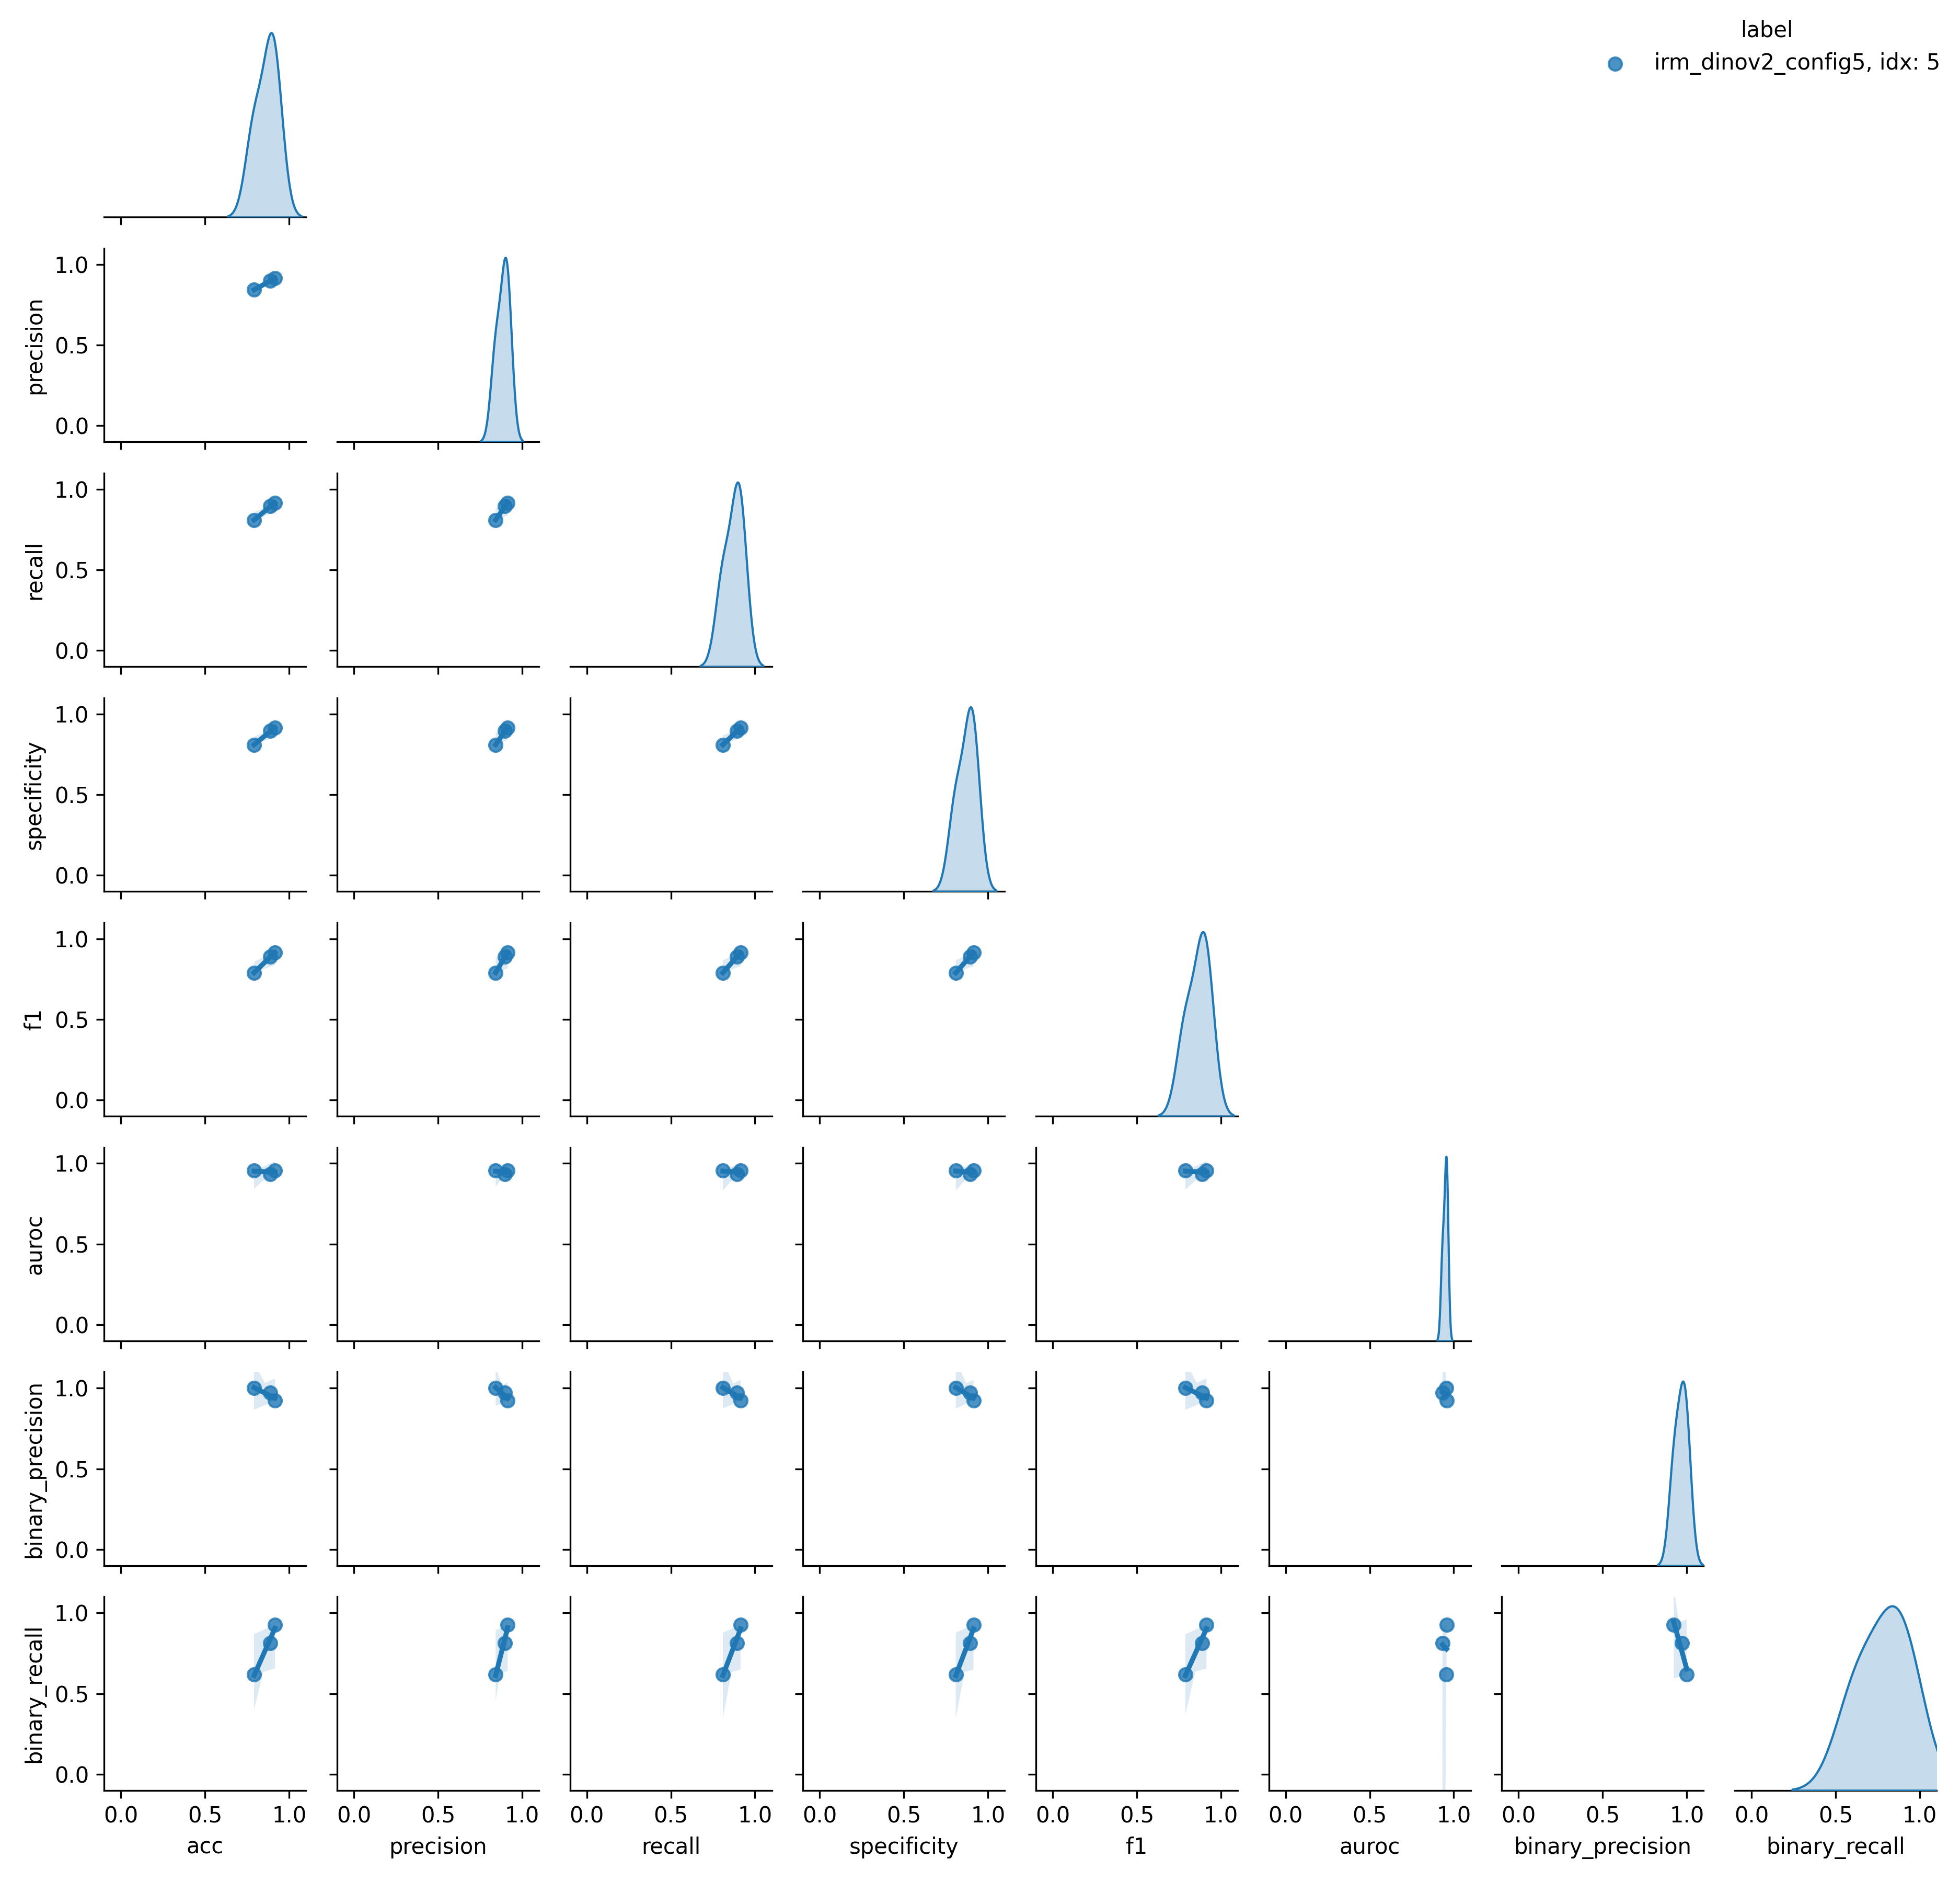 label
irm_dinov2_config5, idx: 5
1.0
precision
0.5
0.0
1.0
recall
0.5
0.0
1.0
specificity
0.5
0.0
1.0
f1
0.5
0.0
1.0
auroc
0.5
0.0
1.0
binary_precision
0.5
0.0
1.0
binary_recall
0.5
0.0
0.0 0.5 1.0 0.0 0.5 1.0 0.0 0.5 1.0 0.0 0.5 1.0 0.0 0.5 1.0 0.0 0.5 1.0 0.0 0.5 1.0 0.0 0.5 1.0
acc precision recall specificity f1 auroc binary_precision binary_recall